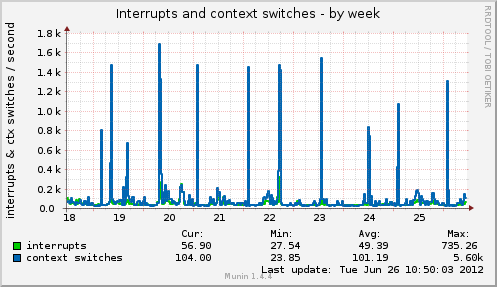 Interrupts and context switches - by week
RRDTOOL / TOBI OETIKER
interrupts & ctx switches / second
1.8 k
1.6 k
1.4 k
1.2 k
1.0 k
0.8 k
0.6 k
0.4 k
0.2 k
0.0
18 19 20 21 22 23 24 25
Cur: Min: Avg: Max:
interrupts 56.90 27.54 49.39 735.26
context switches 104.00 23.85 101.19 5.60k
Last update: Tue Jun 26 10:50:03 2012
Munin 1.4.4